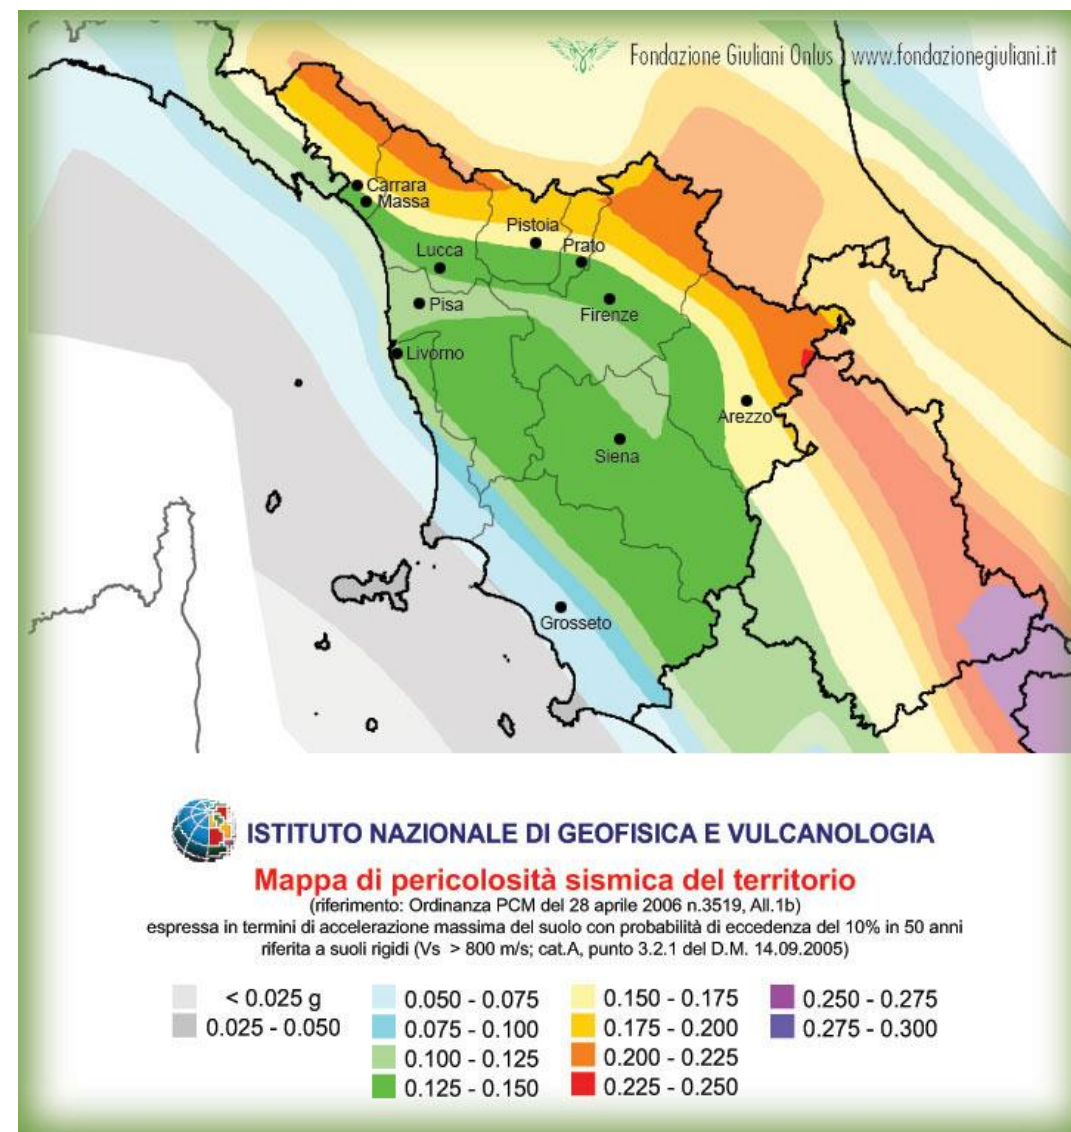 Fondazione Giuliani Onlus | www.fondazionegiuliani.it
Carrara
Massa
Pistoia
Prato
Lucca
Pisa
Firenze
Livorno
Arezzo
Siena
Grosseto
ISTITUTO NAZIONALE DI GEOFISICA E VULCANOLOGIA
Mappa di pericolosità sismica del territorio
(riferimento: Ordinanza PCM del 28 aprile 2006 n.3519, All.1b)
espressa in termini di accelerazione massima del suolo con probabilità di eccedenza del 10% in 50 anni
riferita a suoli rigidi (Vs > 800 m/s; cat.A, punto 3.2.1 del D.M. 14.09.2005)
< 0.025 g
0.025 - 0.050
0.050 - 0.075
0.075 - 0.100
0.100 - 0.125
0.125 - 0.150
0.150 - 0.175
0.175 - 0.200
0.200 - 0.225
0.225 - 0.250
0.250 - 0.275
0.275 - 0.300